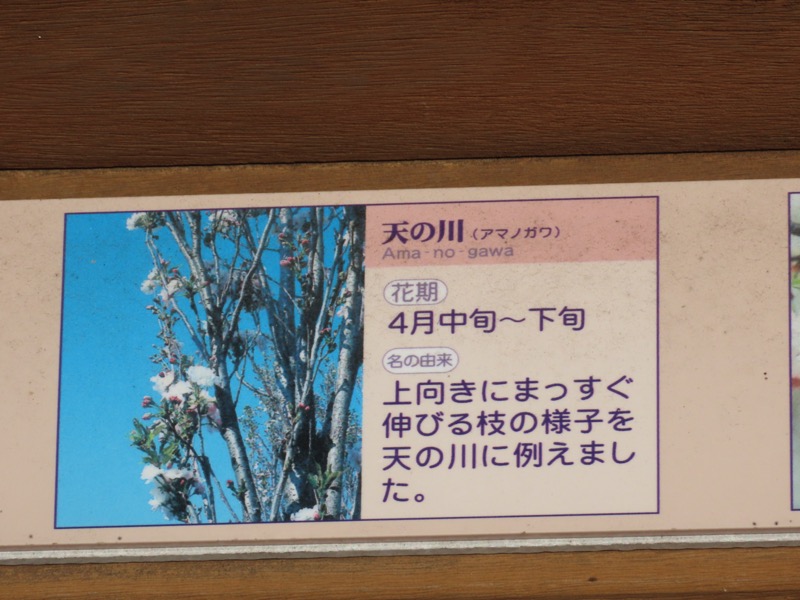 天の川（アマノガワ）
Ama-no-gawa
花期
4月中旬～下旬
名の由来
上向きにまっすぐ
伸びる枝の様子を
天の川に例えまし
た。